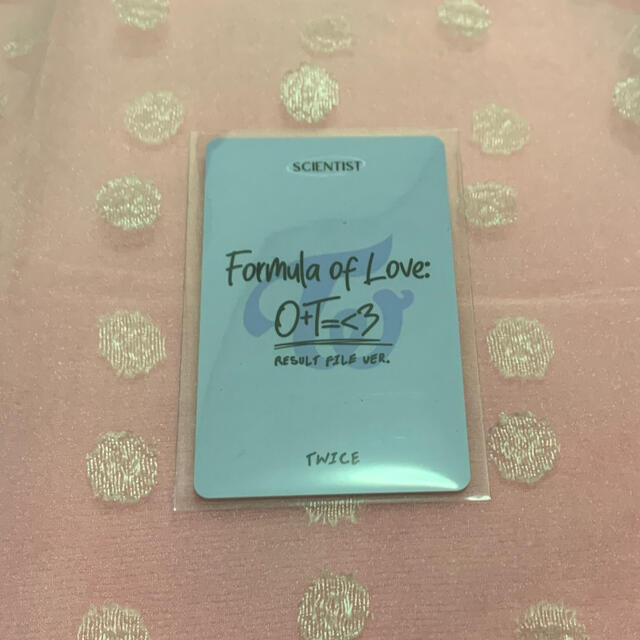 SCIENTIST
Formula of Love:
O+T=<3
RESULT FILE VER.
TWICE